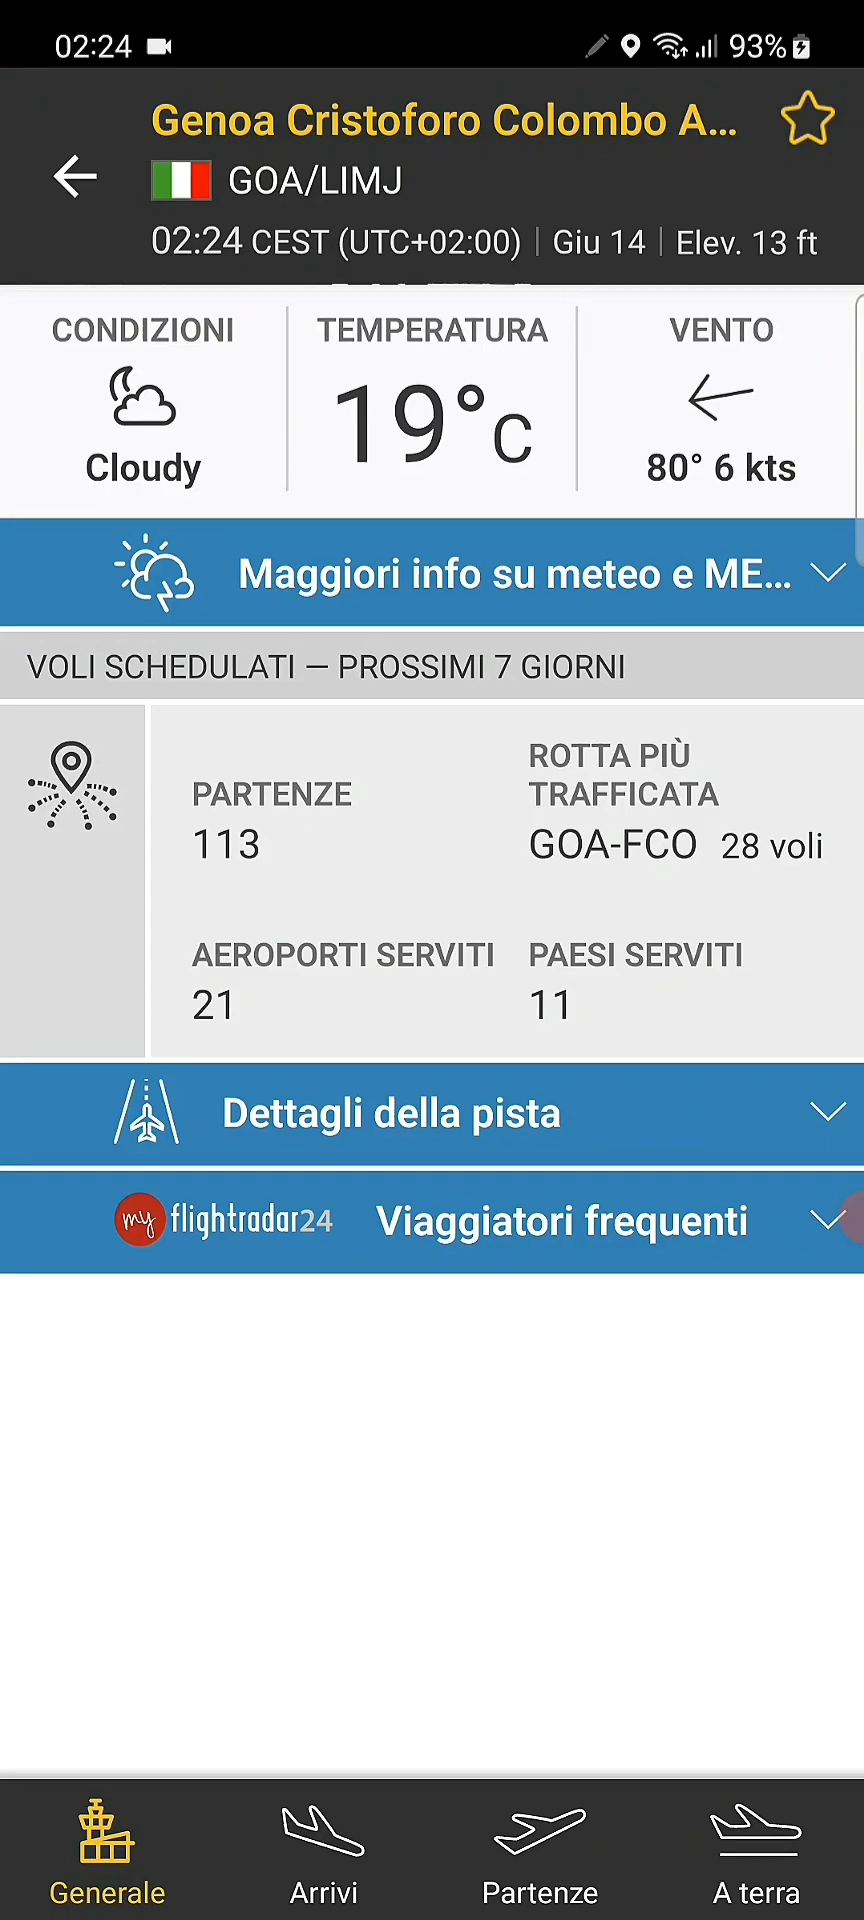 02:24 93%
Genoa Cristoforo Colombo A...
GOA/LIMJ
02:24 CEST (UTC+02:00) | Giu 14 | Elev. 13 ft
CONDIZIONI TEMPERATURA VENTO
19°C
Cloudy 80° 6 kts
Maggiori info su meteo e ME...
VOLI SCHEDULATI — PROSSIMI 7 GIORNI
PARTENZE
113
ROTTA PIÙ
TRAFFICATA
GOA-FCO 28 voli
AEROPORTI SERVITI
21
PAESI SERVITI
11
Dettagli della pista
my flightradar24 Viaggiatori frequenti
Generale Arrivi Partenze A terra